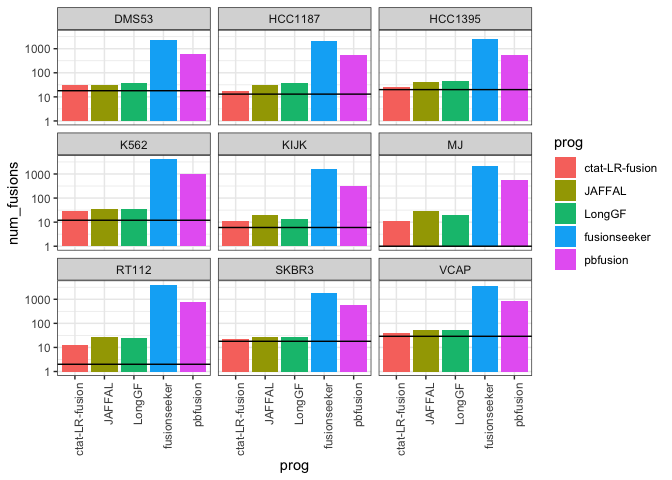 DMS53 HCC1187 HCC1395
1000
100
10
1
K562 KIJK MJ
1000
100
10
1
RT112 SKBR3 VCAP
1000
100
10
1
num_fusions
ctat-LR-fusion JAFFAL LongGF fusionseeker pbfusion ctat-LR-fusion JAFFAL LongGF fusionseeker pbfusion ctat-LR-fusion JAFFAL LongGF fusionseeker pbfusion
prog
prog
ctat-LR-fusion
JAFFAL
LongGF
fusionseeker
pbfusion